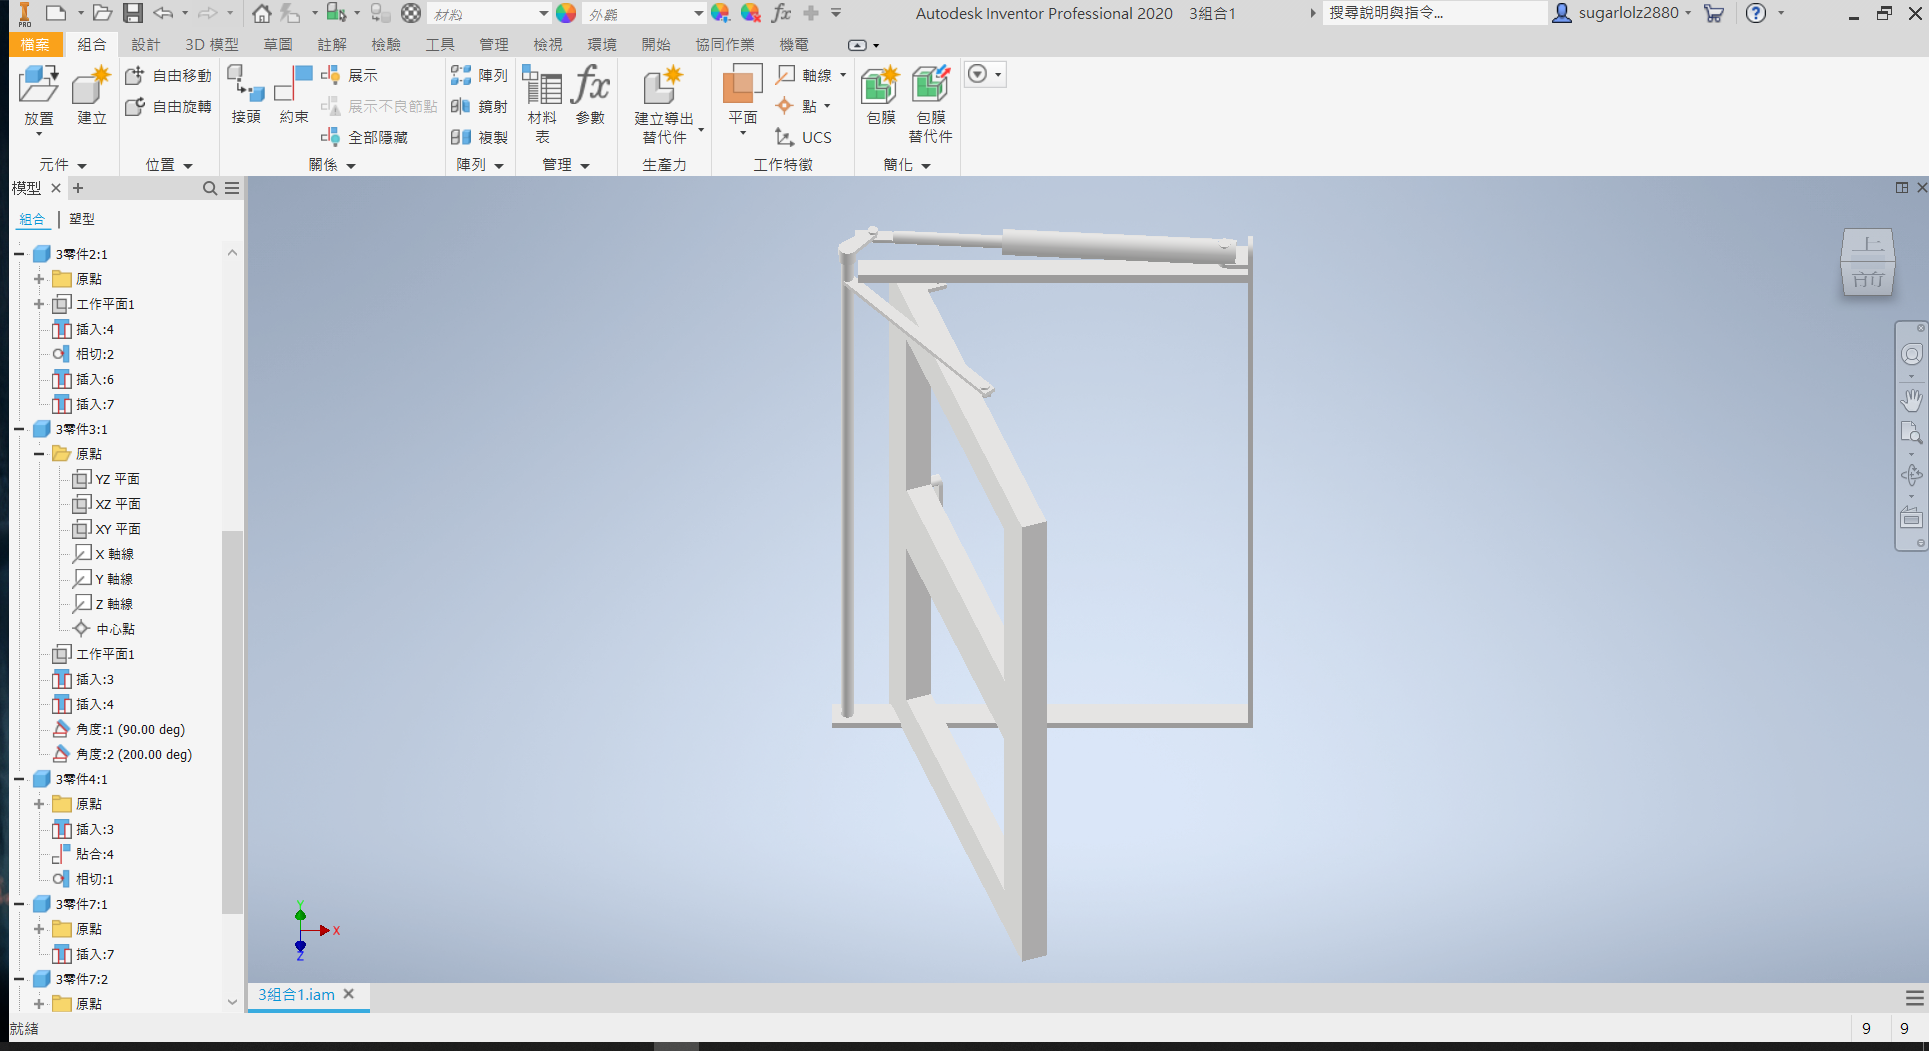 PRO
材料
外觀
Autodesk Inventor Professional 2020 3組合1
搜尋說明與指令...
sugarlolz2880
檔案 組合 設計 3D 模型 草圖 註解 檢驗 工具 管理 檢視 環境 開始 協同作業 機電
放置
建立
自由移動
自由旋轉
接頭
約束
展示
展示不良節點
全部隱藏
陣列
鏡射
複製
材料表
參數
建立導出替代件
平面
軸線
點
UCS
包膜
包膜替代件
元件 位置 關係 陣列 管理 生產力 工作特徵 簡化
模型
組合 | 塑型
3零件2:1
原點
工作平面1
插入:4
相切:2
插入:6
插入:7
3零件3:1
原點
YZ 平面
XZ 平面
XY 平面
X 軸線
Y 軸線
Z 軸線
中心點
工作平面1
插入:3
插入:4
角度:1 (90.00 deg)
角度:2 (200.00 deg)
3零件4:1
原點
插入:3
貼合:4
相切:1
3零件7:1
原點
插入:7
3零件7:2
原點
上
前
Y
X
Z
3組合1.iam
就緒
9 9